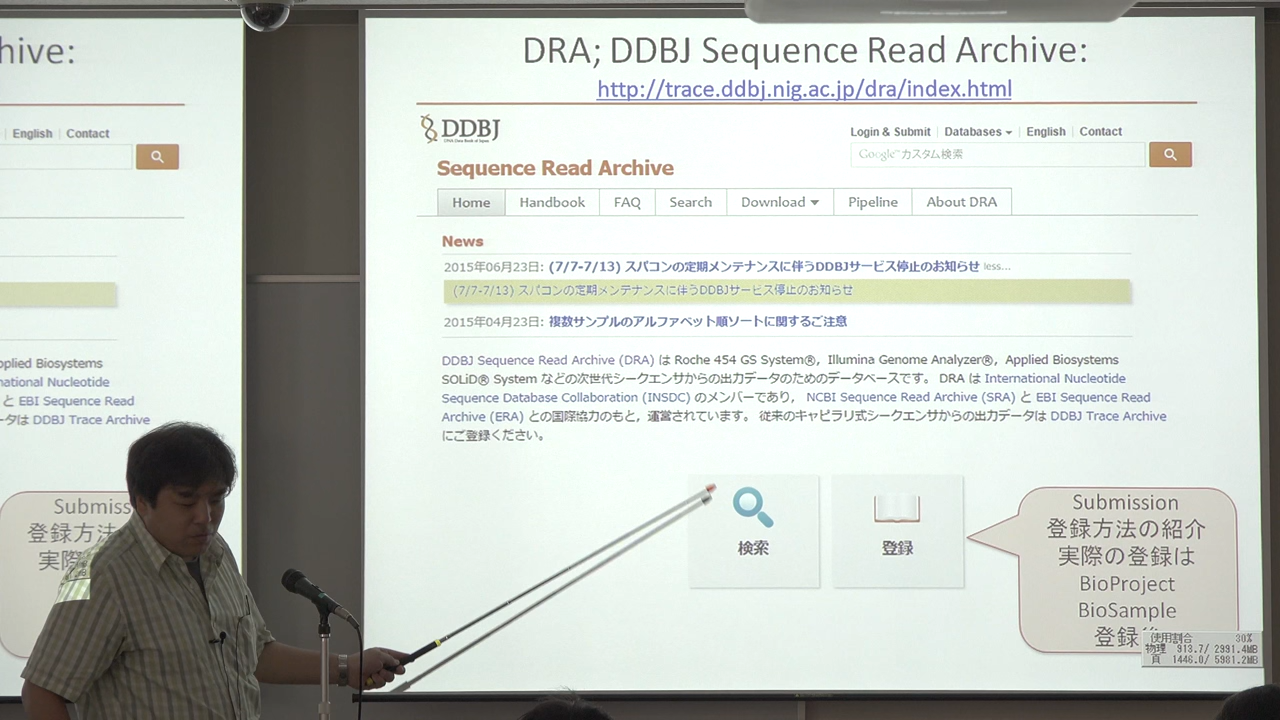 hive:
English | Contact
pplied Biosystems
national Nucleotide
と EBI Sequence Read
タは DDBJ Trace Archive
Submiss
登録方法
実際
DRA; DDBJ Sequence Read Archive:
http://trace.ddbj.nig.ac.jp/dra/index.html
DDBJ
Login & Submit | Databases | English | Contact
Google カスタム検索
Sequence Read Archive
Home Handbook FAQ Search Download Pipeline About DRA
News
2015年06月23日: (7/7-7/13) スパコンの定期メンテナンスに伴うDDBJサービス停止のお知らせ less...
(7/7-7/13) スパコンの定期メンテナンスに伴うDDBJサービス停止のお知らせ
2015年04月23日: 複数サンプルのアルファベット順ソートに関するご注意
DDBJ Sequence Read Archive (DRA) は Roche 454 GS System®, Illumina Genome Analyzer®, Applied Biosystems
SOLiD® System などの次世代シークエンサからの出力データのためのデータベースです。 DRA は International Nucleotide
Sequence Database Collaboration (INSDC) のメンバーであり, NCBI Sequence Read Archive (SRA) と EBI Sequence Read
Archive (ERA) との国際協力のもと, 運営されています。 従来のキャピラリ式シークエンサからの出力データは DDBJ Trace Archive
にご登録ください。
検索
登録
Submission
登録方法の紹介
実際の登録は
BioProject
BioSample
登録後
使用割合 30%
物理 913.7/ 2991.4MB
頁 1446.0/ 5981.2MB